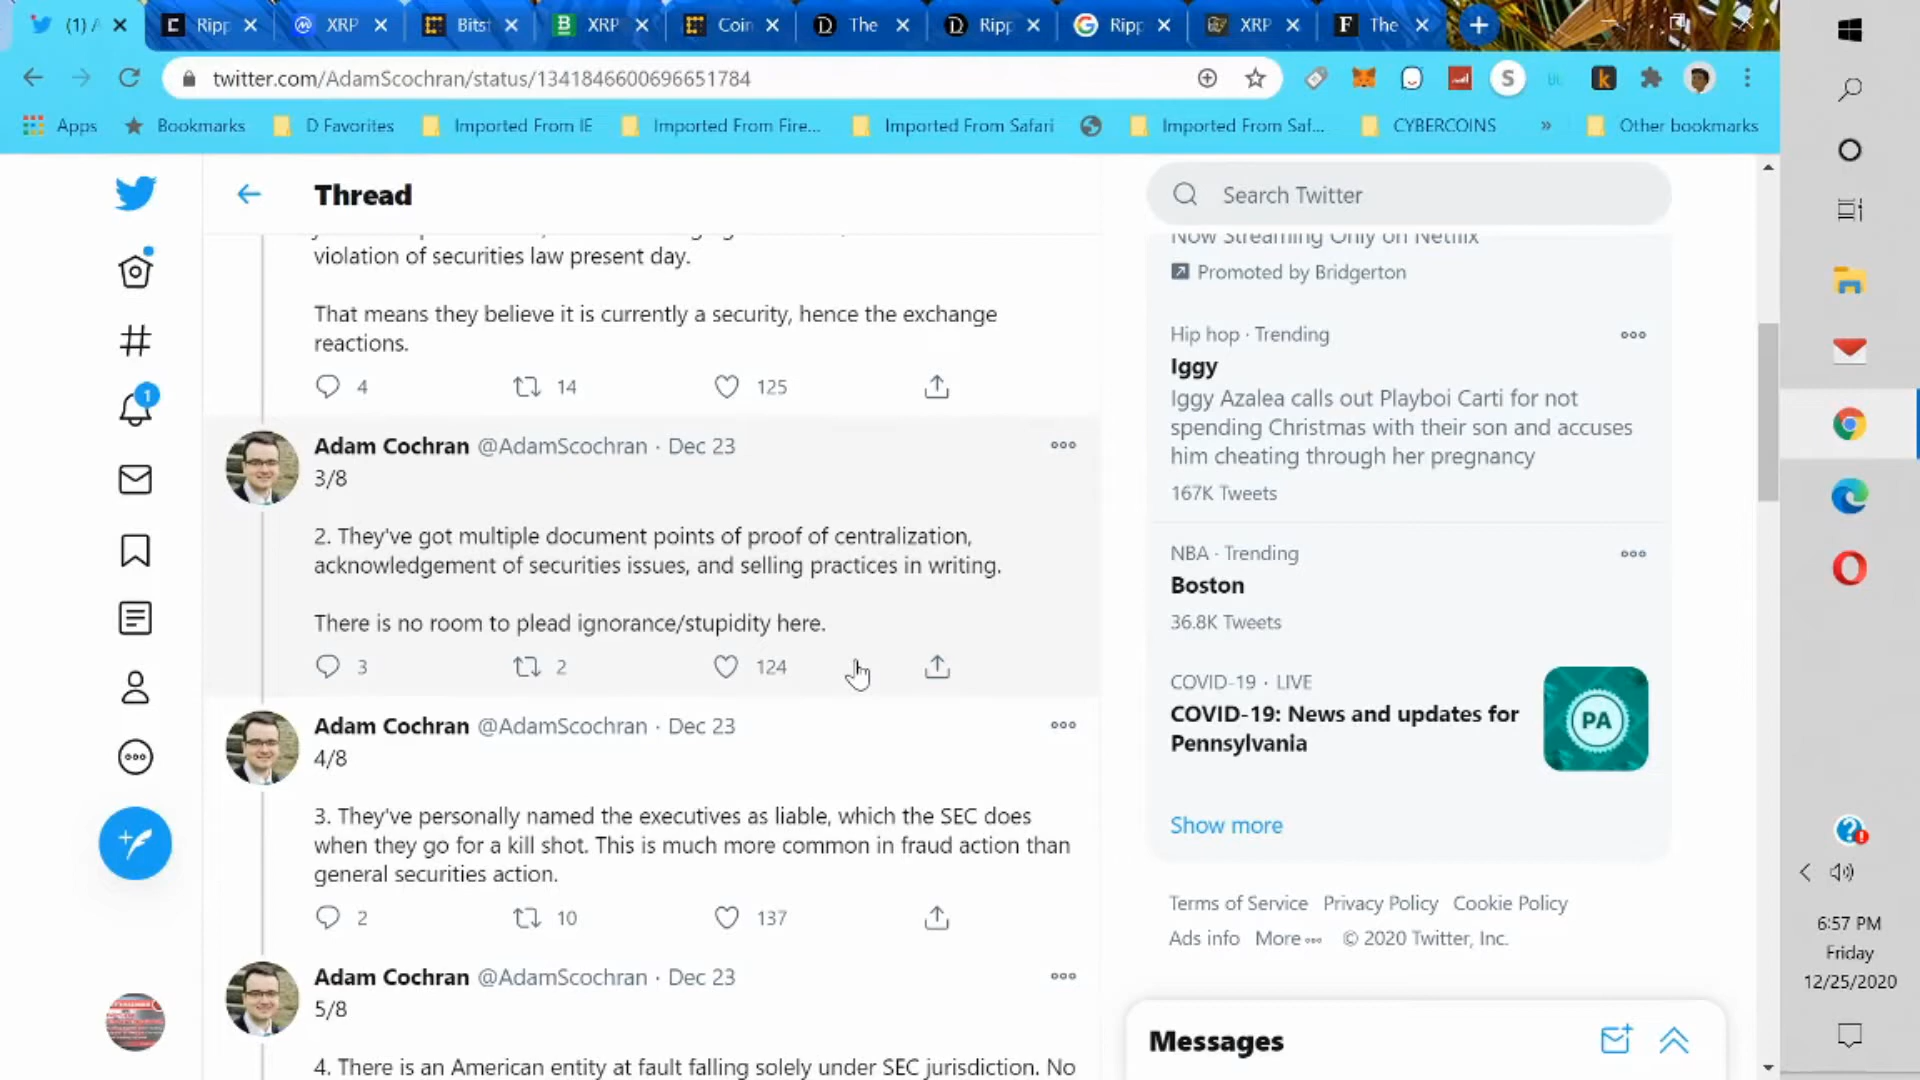 (1) A
Ripp
XRP
Bitst
XRP
Coin
The
Ripp
Ripp
XRP
The
twitter.com/AdamScochran/status/1341846600696651784
Apps
Bookmarks
D Favorites
Imported From IE
Imported From Fire...
Imported From Safari
Imported From Saf...
CYBERCOINS
»
Other bookmarks
Thread
Search Twitter
violation of securities law present day.
That means they believe it is currently a security, hence the exchange
reactions.
4 14 125
Adam Cochran @AdamScochran · Dec 23
3/8
2. They've got multiple document points of proof of centralization,
acknowledgement of securities issues, and selling practices in writing.
There is no room to plead ignorance/stupidity here.
3 2 124
Adam Cochran @AdamScochran · Dec 23
4/8
3. They've personally named the executives as liable, which the SEC does
when they go for a kill shot. This is much more common in fraud action than
general securities action.
2 10 137
Adam Cochran @AdamScochran · Dec 23
5/8
4. There is an American entity at fault falling solely under SEC jurisdiction. No
Now Streaming Only on Netflix
Promoted by Bridgerton
Hip hop · Trending
Iggy
Iggy Azalea calls out Playboi Carti for not
spending Christmas with their son and accuses
him cheating through her pregnancy
167K Tweets
NBA · Trending
Boston
36.8K Tweets
COVID-19 · LIVE
COVID-19: News and updates for
Pennsylvania
PA
Show more
Terms of Service Privacy Policy Cookie Policy
Ads info More © 2020 Twitter, Inc.
Messages
1
6:57 PM
Friday
12/25/2020